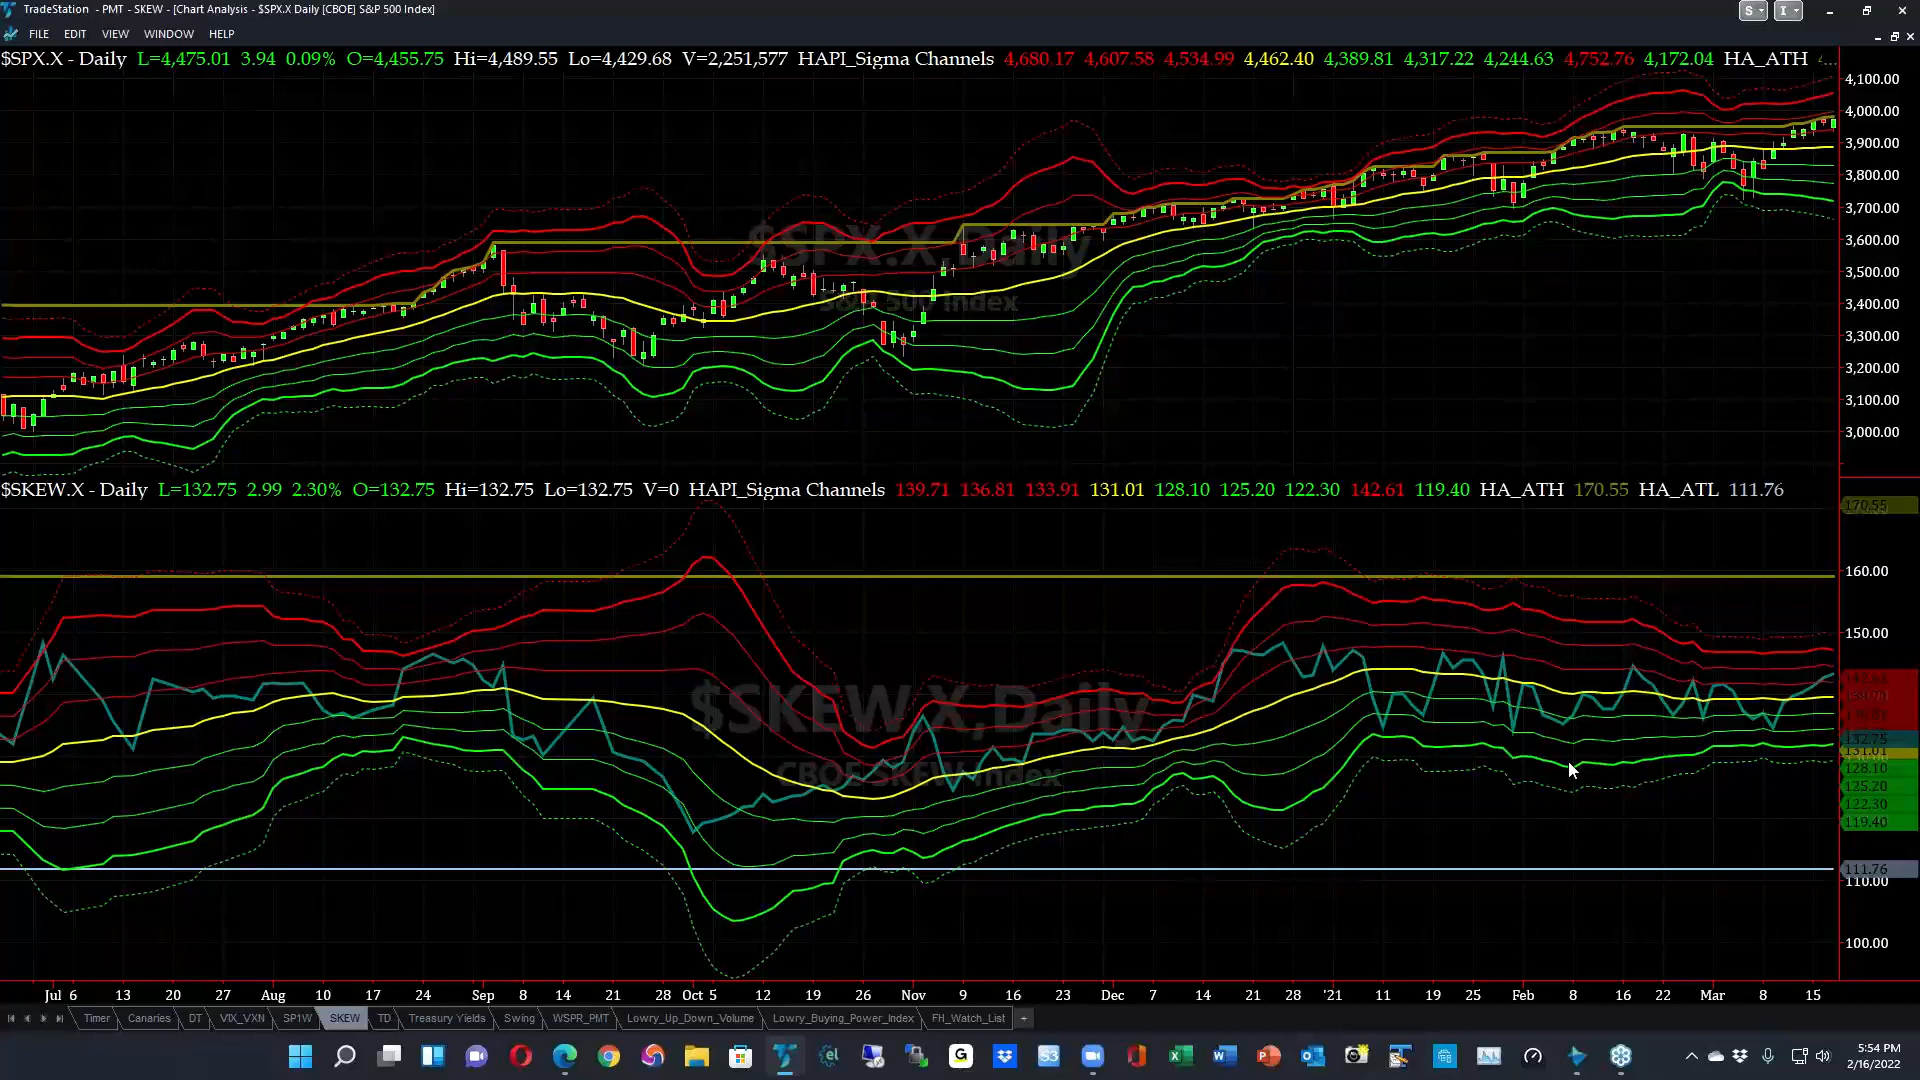 TradeStation - PMT - SKEW - [Chart Analysis - $SPX.X Daily [CBOE] S&P 500 Index]
S I
FILE EDIT VIEW WINDOW HELP
$SPX.X - Daily L=4,475.01 3.94 0.09% O=4,455.75 Hi=4,489.55 Lo=4,429.68 V=2,251,577 HAPI_Sigma Channels 4,680.17 4,607.58 4,534.99 4,462.40 4,389.81 4,317.22 4,244.63 4,752.76 4,172.04 HA_ATH 4...
4,100.00
4,000.00
3,900.00
3,800.00
3,700.00
3,600.00
3,500.00
3,400.00
3,300.00
3,200.00
3,100.00
3,000.00
$SPX.X,Daily
S&P 500 Index
$SKEW.X - Daily L=132.75 2.99 2.30% O=132.75 Hi=132.75 Lo=132.75 V=0 HAPI_Sigma Channels 139.71 136.81 133.91 131.01 128.10 125.20 122.30 142.61 119.40 HA_ATH 170.55 HA_ATL 111.76
170.55
160.00
150.00
132.75
131.01
128.10
125.20
122.30
119.40
111.76
110.00
100.00
$SKEW.X,Daily
CBOE SKEW Index
Jul 6 13 20 27 Aug 10 17 24 Sep 8 14 21 28 Oct 5 12 19 26 Nov 9 16 23 Dec 7 14 21 28 '21 11 19 25 Feb 8 16 22 Mar 8 15
Timer Canaries DT VIX_VXN SP1W SKEW TD Treasury Yields Swing WSPR_PMT Lowry_Up_Down_Volume Lowry_Buying_Power_Index FH_Watch_List +
5:54 PM
2/16/2022